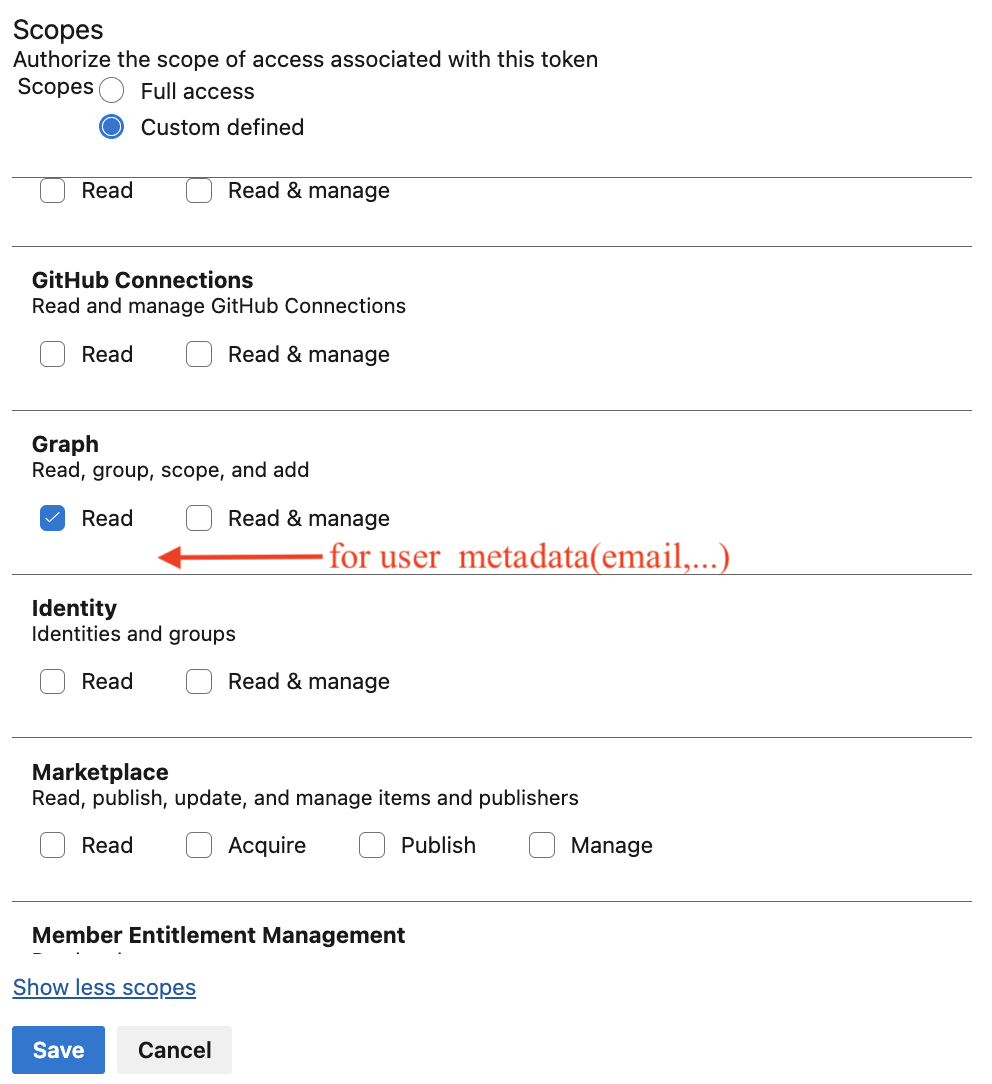 Scopes
Authorize the scope of access associated with this token
Scopes Full access
Custom defined
Read Read & manage
GitHub Connections
Read and manage GitHub Connections
Read Read & manage
Graph
Read, group, scope, and add
Read Read & manage
for user metadata(email,...)
Identity
Identities and groups
Read Read & manage
Marketplace
Read, publish, update, and manage items and publishers
Read Acquire Publish Manage
Member Entitlement Management
Show less scopes
Save Cancel